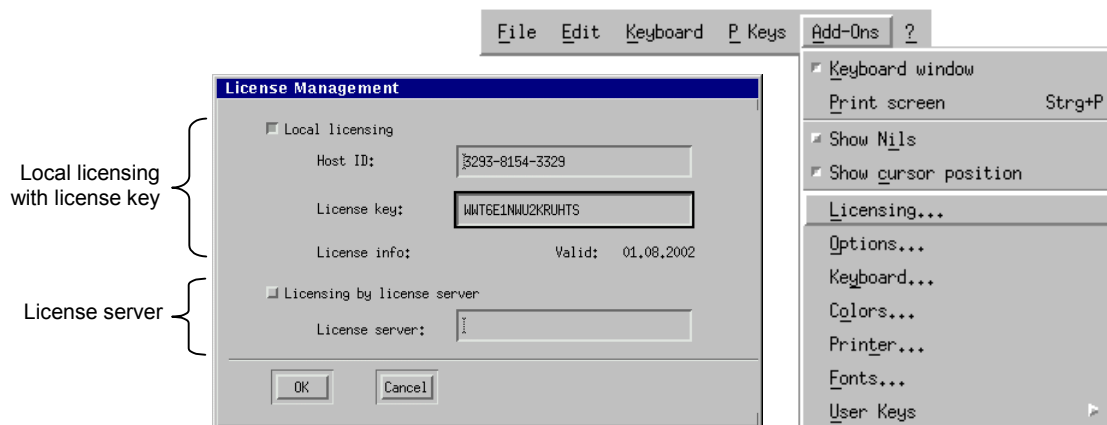 File Edit Keyboard P Keys Add-Ons ?
Keyboard window
Print screen Strg+P
Show Nils
Show cursor position
Licensing...
Options...
Keyboard...
Colors...
Printer...
Fonts...
User Keys
License Management
Local licensing
Host ID: 3293-8154-3329
License key: WWT6E1NWU2KRUHTS
License info: Valid: 01.08.2002
Licensing by license server
License server:
OK Cancel
Local licensing
with license key
License server